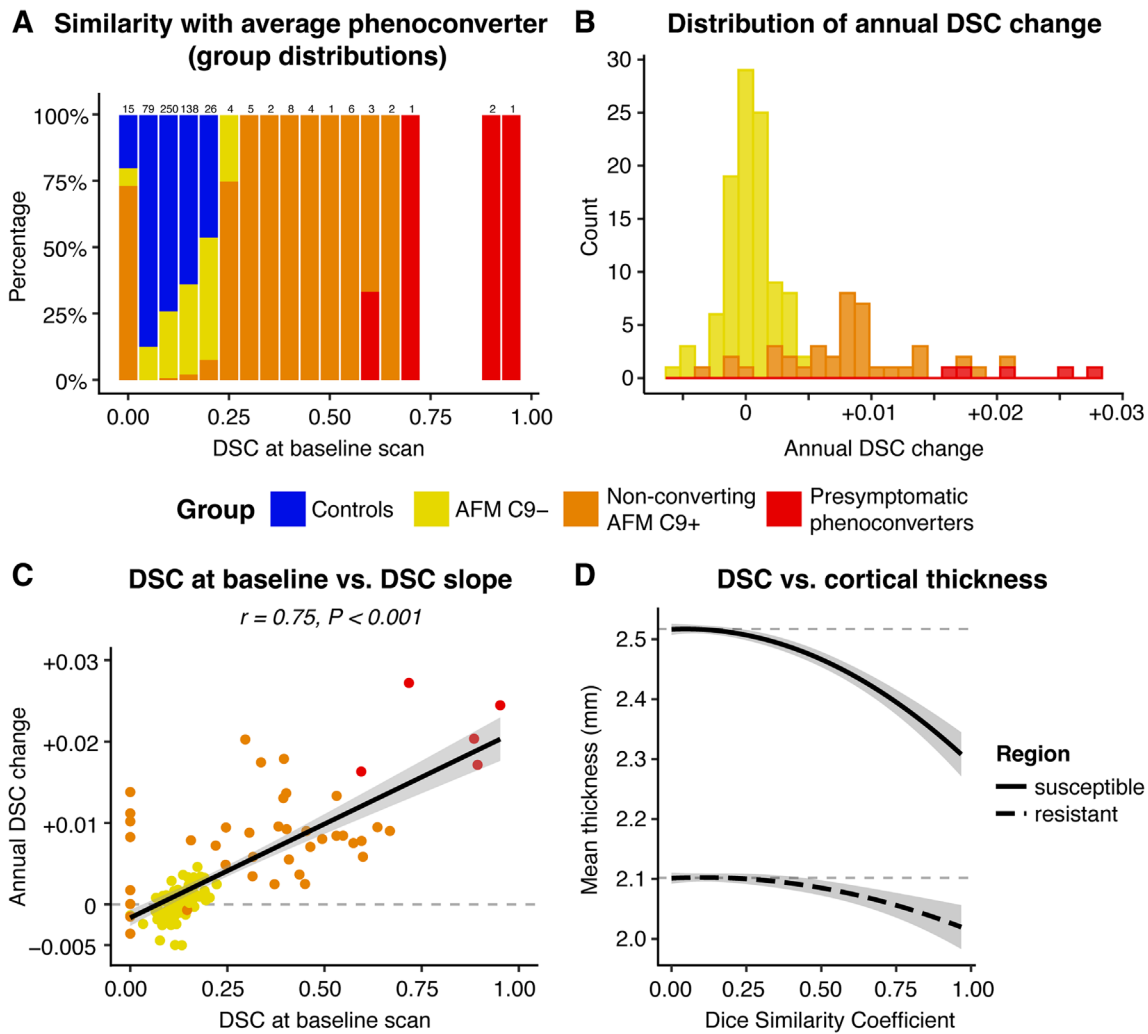 A Similarity with average phenoconverter
(group distributions)
15 79 250 138 26 4 5 2 8 4 1 6 3 2 1 2 1
100%
75%
50%
25%
0%
Percentage
0.00 0.25 0.50 0.75 1.00
DSC at baseline scan
B Distribution of annual DSC change
30
25
20
15
10
5
0
Count
0 +0.01 +0.02 +0.03
Annual DSC change
Group Controls AFM C9− Non-converting
AFM C9+ Presymptomatic
phenoconverters
C DSC at baseline vs. DSC slope
r = 0.75, P < 0.001
+0.03
+0.02
+0.01
0
−0.005
Annual DSC change
0.00 0.25 0.50 0.75 1.00
DSC at baseline scan
D DSC vs. cortical thickness
2.5
2.4
2.3
2.2
2.1
2.0
Mean thickness (mm)
0.00 0.25 0.50 0.75 1.00
Dice Similarity Coefficient
Region
susceptible
resistant